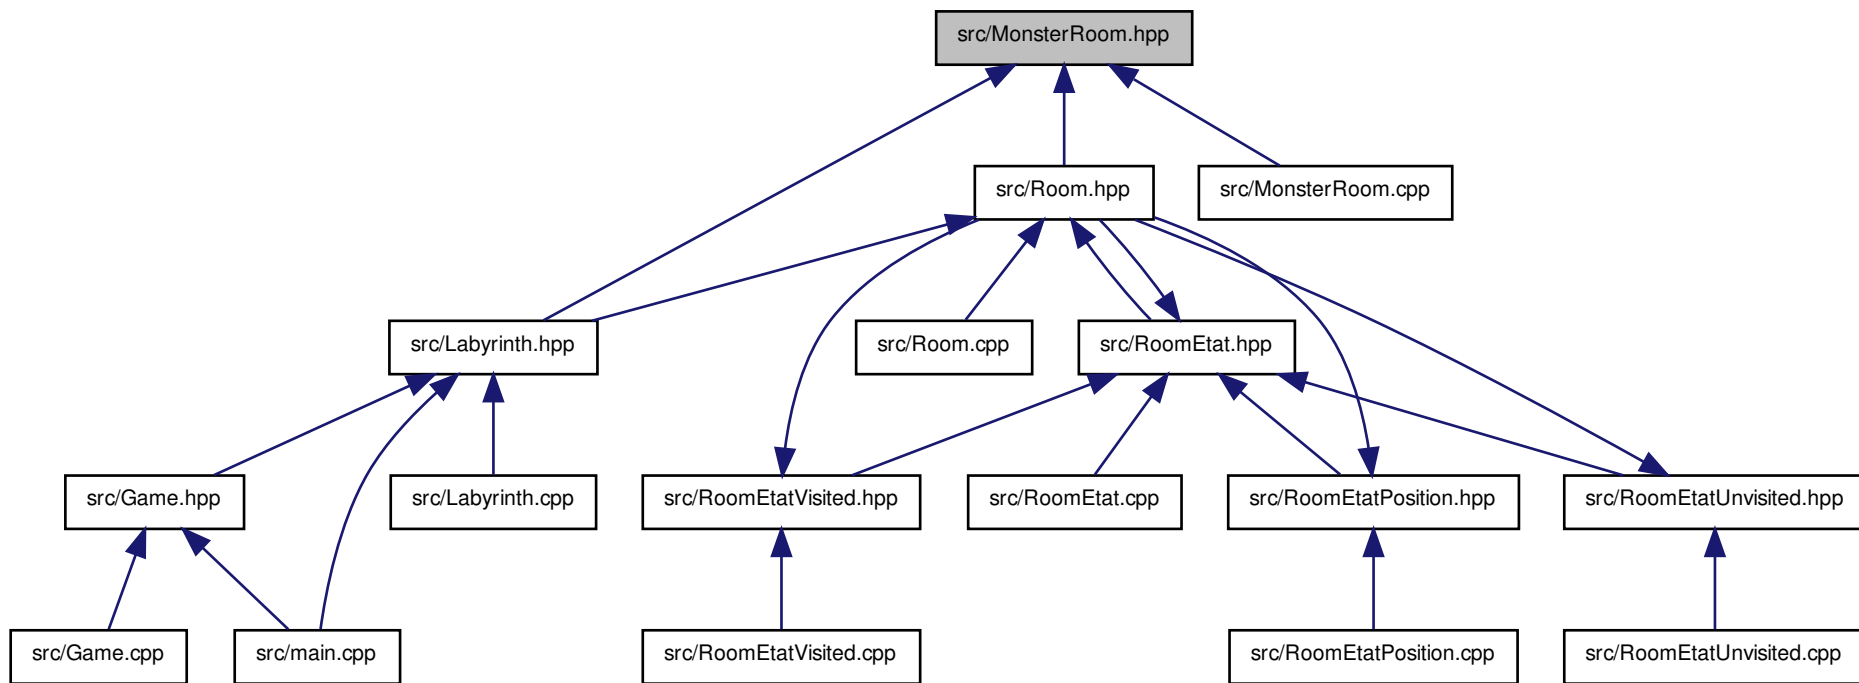 src/MonsterRoom.hpp
src/Room.hpp
src/MonsterRoom.cpp
src/Labyrinth.hpp
src/Room.cpp
src/RoomEtat.hpp
src/Game.hpp
src/Labyrinth.cpp
src/RoomEtatVisited.hpp
src/RoomEtat.cpp
src/RoomEtatPosition.hpp
src/RoomEtatUnvisited.hpp
src/Game.cpp
src/main.cpp
src/RoomEtatVisited.cpp
src/RoomEtatPosition.cpp
src/RoomEtatUnvisited.cpp